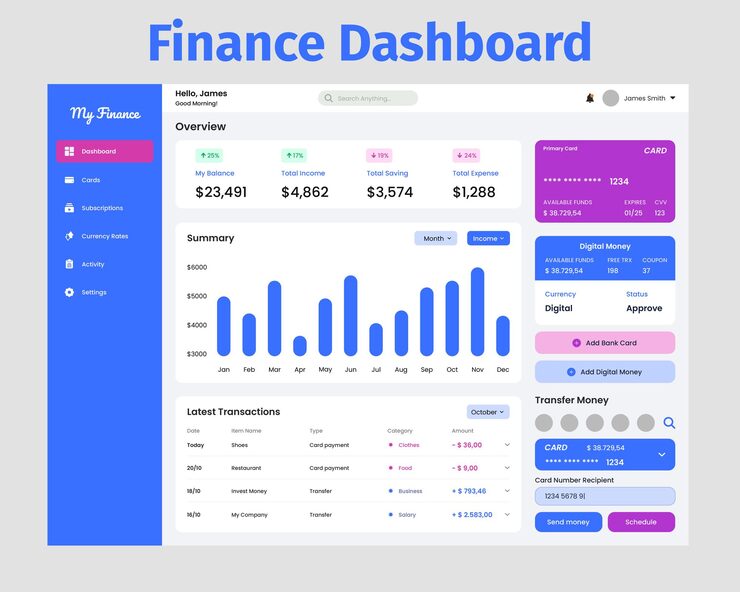 Finance Dashboard
My Finance
Dashboard
Cards
Subscriptions
Currency Rates
Activity
Settings
Hello, James
Good Morning!
Search Anything..
James Smith
Overview
25%
My Balance
$23,491
17%
Total Income
$4,862
19%
Total Saving
$3,574
24%
Total Expense
$1,288
Summary
Month
Income
$6000
$5000
$4000
$3000
Jan Feb Mar Apr May Jun Jul Aug Sep Oct Nov Dec
Latest Transactions
October
Date Item Name Type Category Amount
Today Shoes Card payment Clothes - $ 36,00
20/10 Restaurant Card payment Food - $ 9,00
18/10 Invest Money Transfer Business + $ 793,46
16/10 My Company Transfer Salary + $ 2.583,00
Primary Card CARD
**** **** **** 1234
AVAILABLE FUNDS EXPIRES CVV
$ 38.729,54 01/25 123
Digital Money
AVAILABLE FUNDS FREE TRX COUPON
$ 38.729,54 198 37
Currency Status
Digital Approve
Add Bank Card
Add Digital Money
Transfer Money
CARD $ 38.729,54
**** **** **** 1234
Card Number Recipient
1234 5678 9|
Send money
Schedule